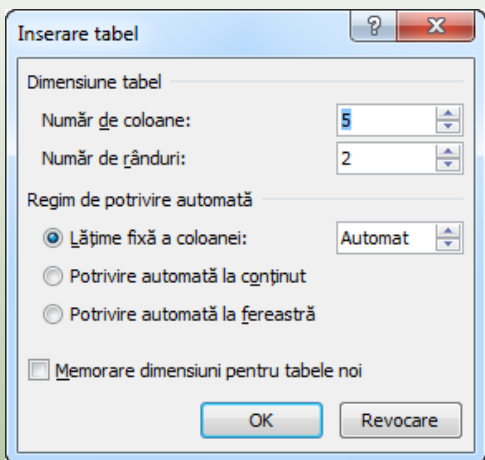 Inserare tabel
Dimensiune tabel
Număr de coloane: 5
Număr de rânduri: 2
Regim de potrivire automată
Lățime fixă a coloanei: Automat
Potrivire automată la conținut
Potrivire automată la fereastră
Memorare dimensiuni pentru tabele noi
OK Revocare